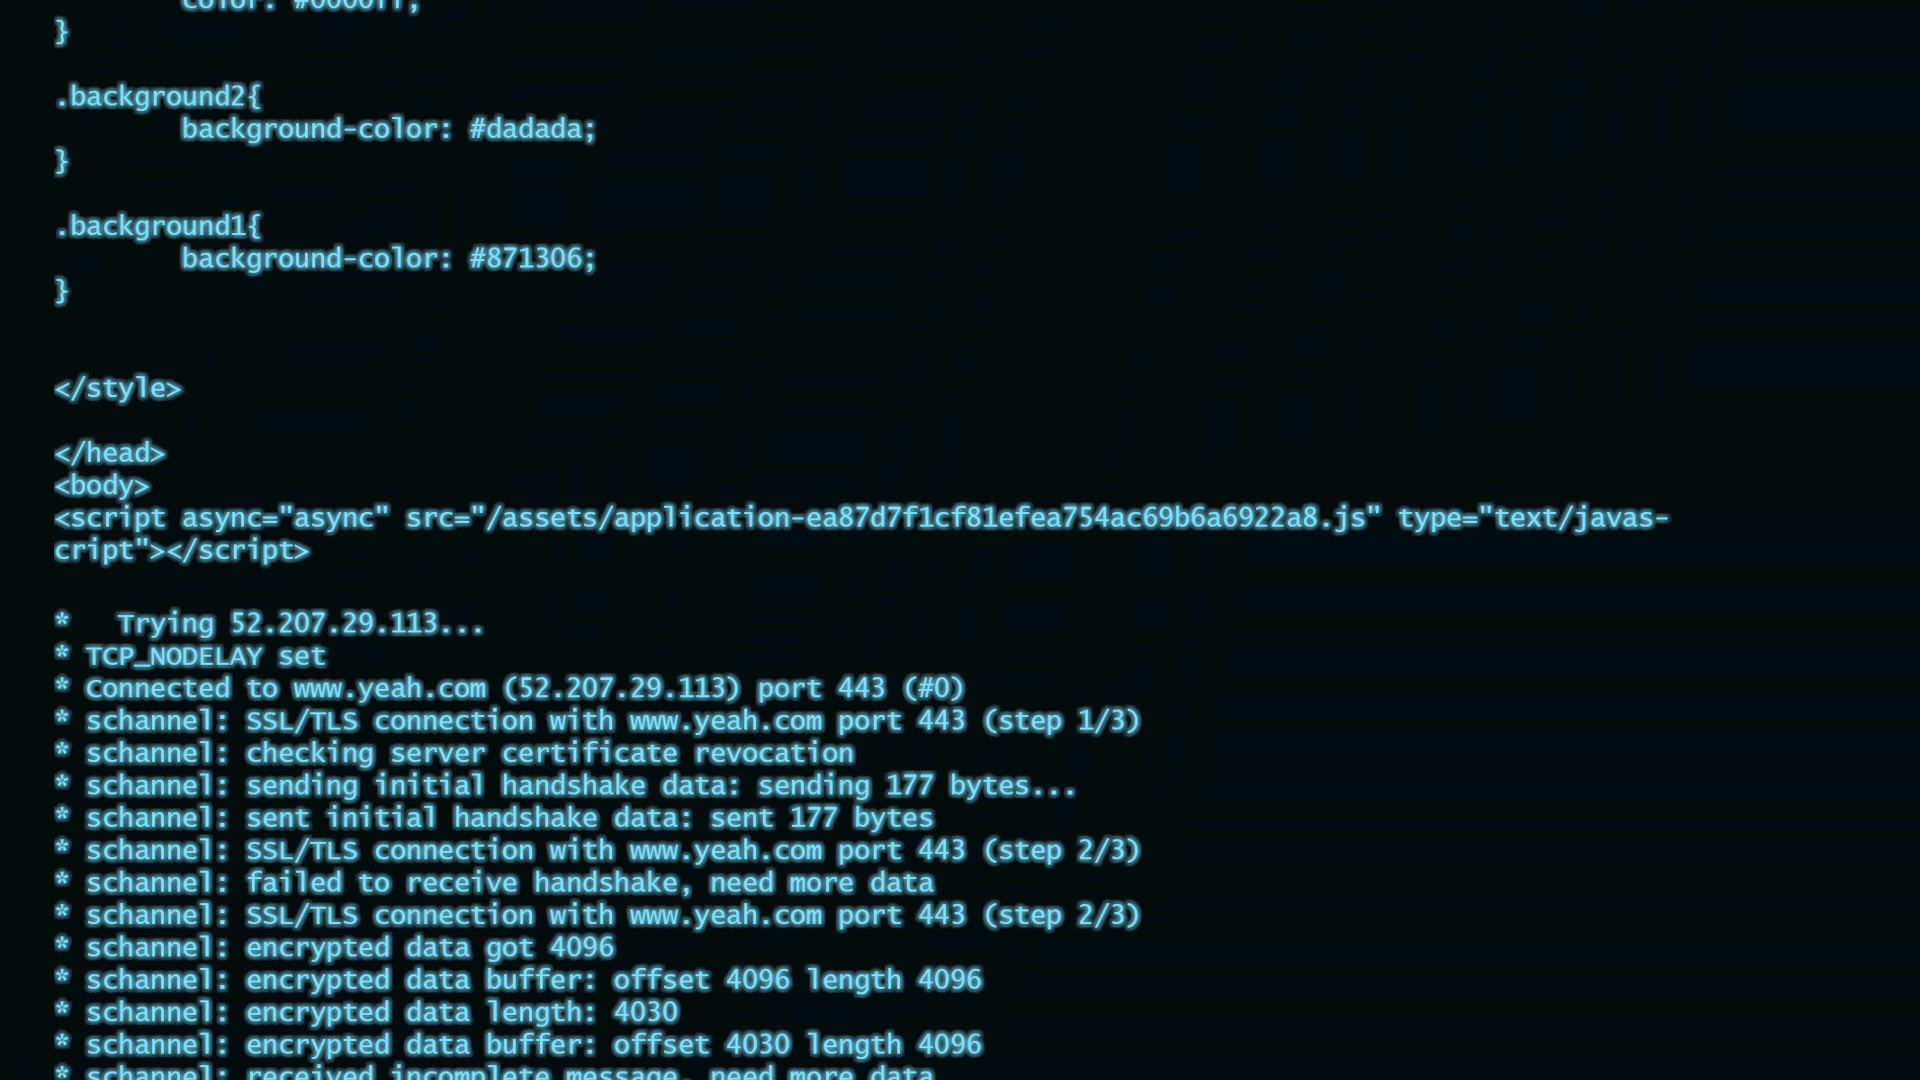 color: #0000ff;
}
.background2{
background-color: #dadada;
}
.background1{
background-color: #871306;
}
</style>
</head>
<body>
<script async="async" src="/assets/application-ea87d7f1cf81efea754ac69b6a6922a8.js" type="text/javas-
cript"></script>
* Trying 52.207.29.113...
* TCP_NODELAY set
* Connected to www.yeah.com (52.207.29.113) port 443 (#0)
* schannel: SSL/TLS connection with www.yeah.com port 443 (step 1/3)
* schannel: checking server certificate revocation
* schannel: sending initial handshake data: sending 177 bytes...
* schannel: sent initial handshake data: sent 177 bytes
* schannel: SSL/TLS connection with www.yeah.com port 443 (step 2/3)
* schannel: failed to receive handshake, need more data
* schannel: SSL/TLS connection with www.yeah.com port 443 (step 2/3)
* schannel: encrypted data got 4096
* schannel: encrypted data buffer: offset 4096 length 4096
* schannel: encrypted data length: 4030
* schannel: encrypted data buffer: offset 4030 length 4096
* schannel: received incomplete message, need more data